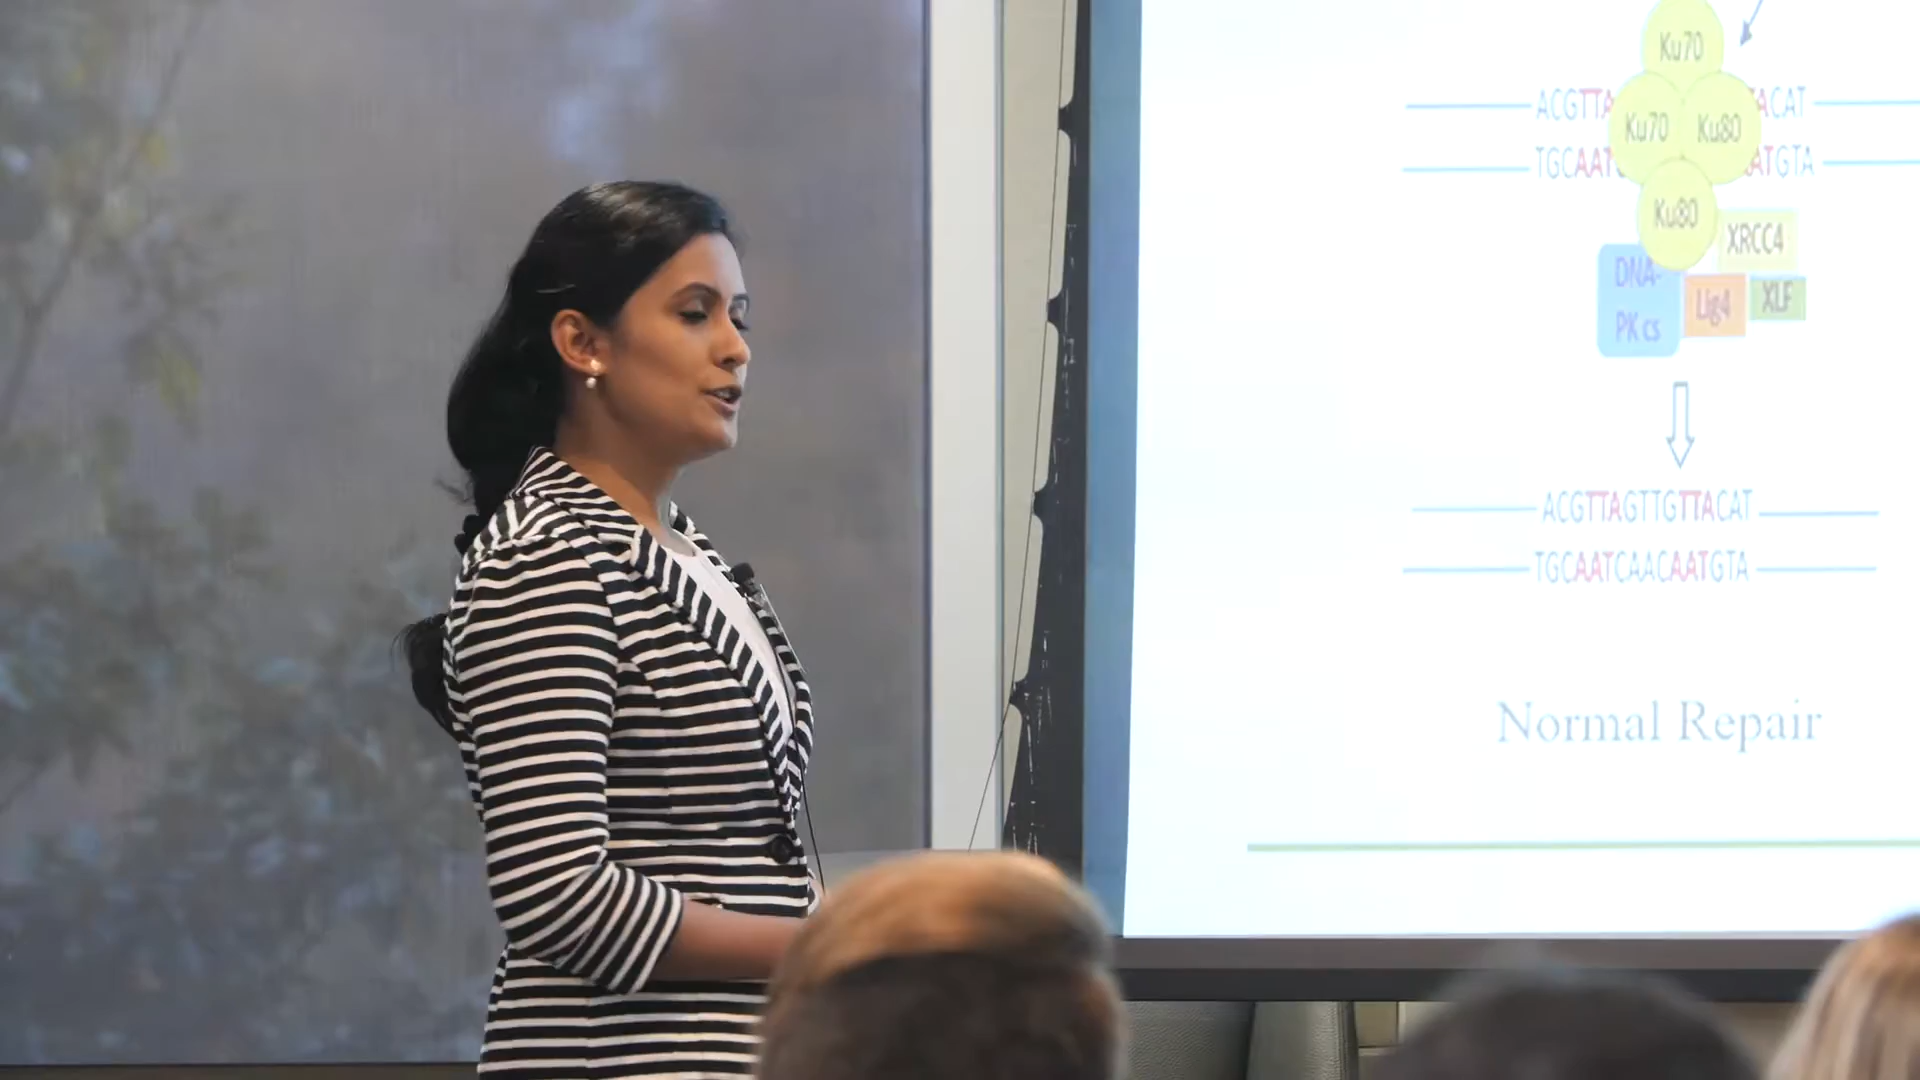 Ku70
ACGTTA ACAT
Ku70 Ku80
TGCAAT ATGTA
Ku80
XRCC4
DNA-
PKcs
Lig4
XLF
ACGTTAGTTGTTACAT
TGCAATCAACAATGTA
Normal Repair